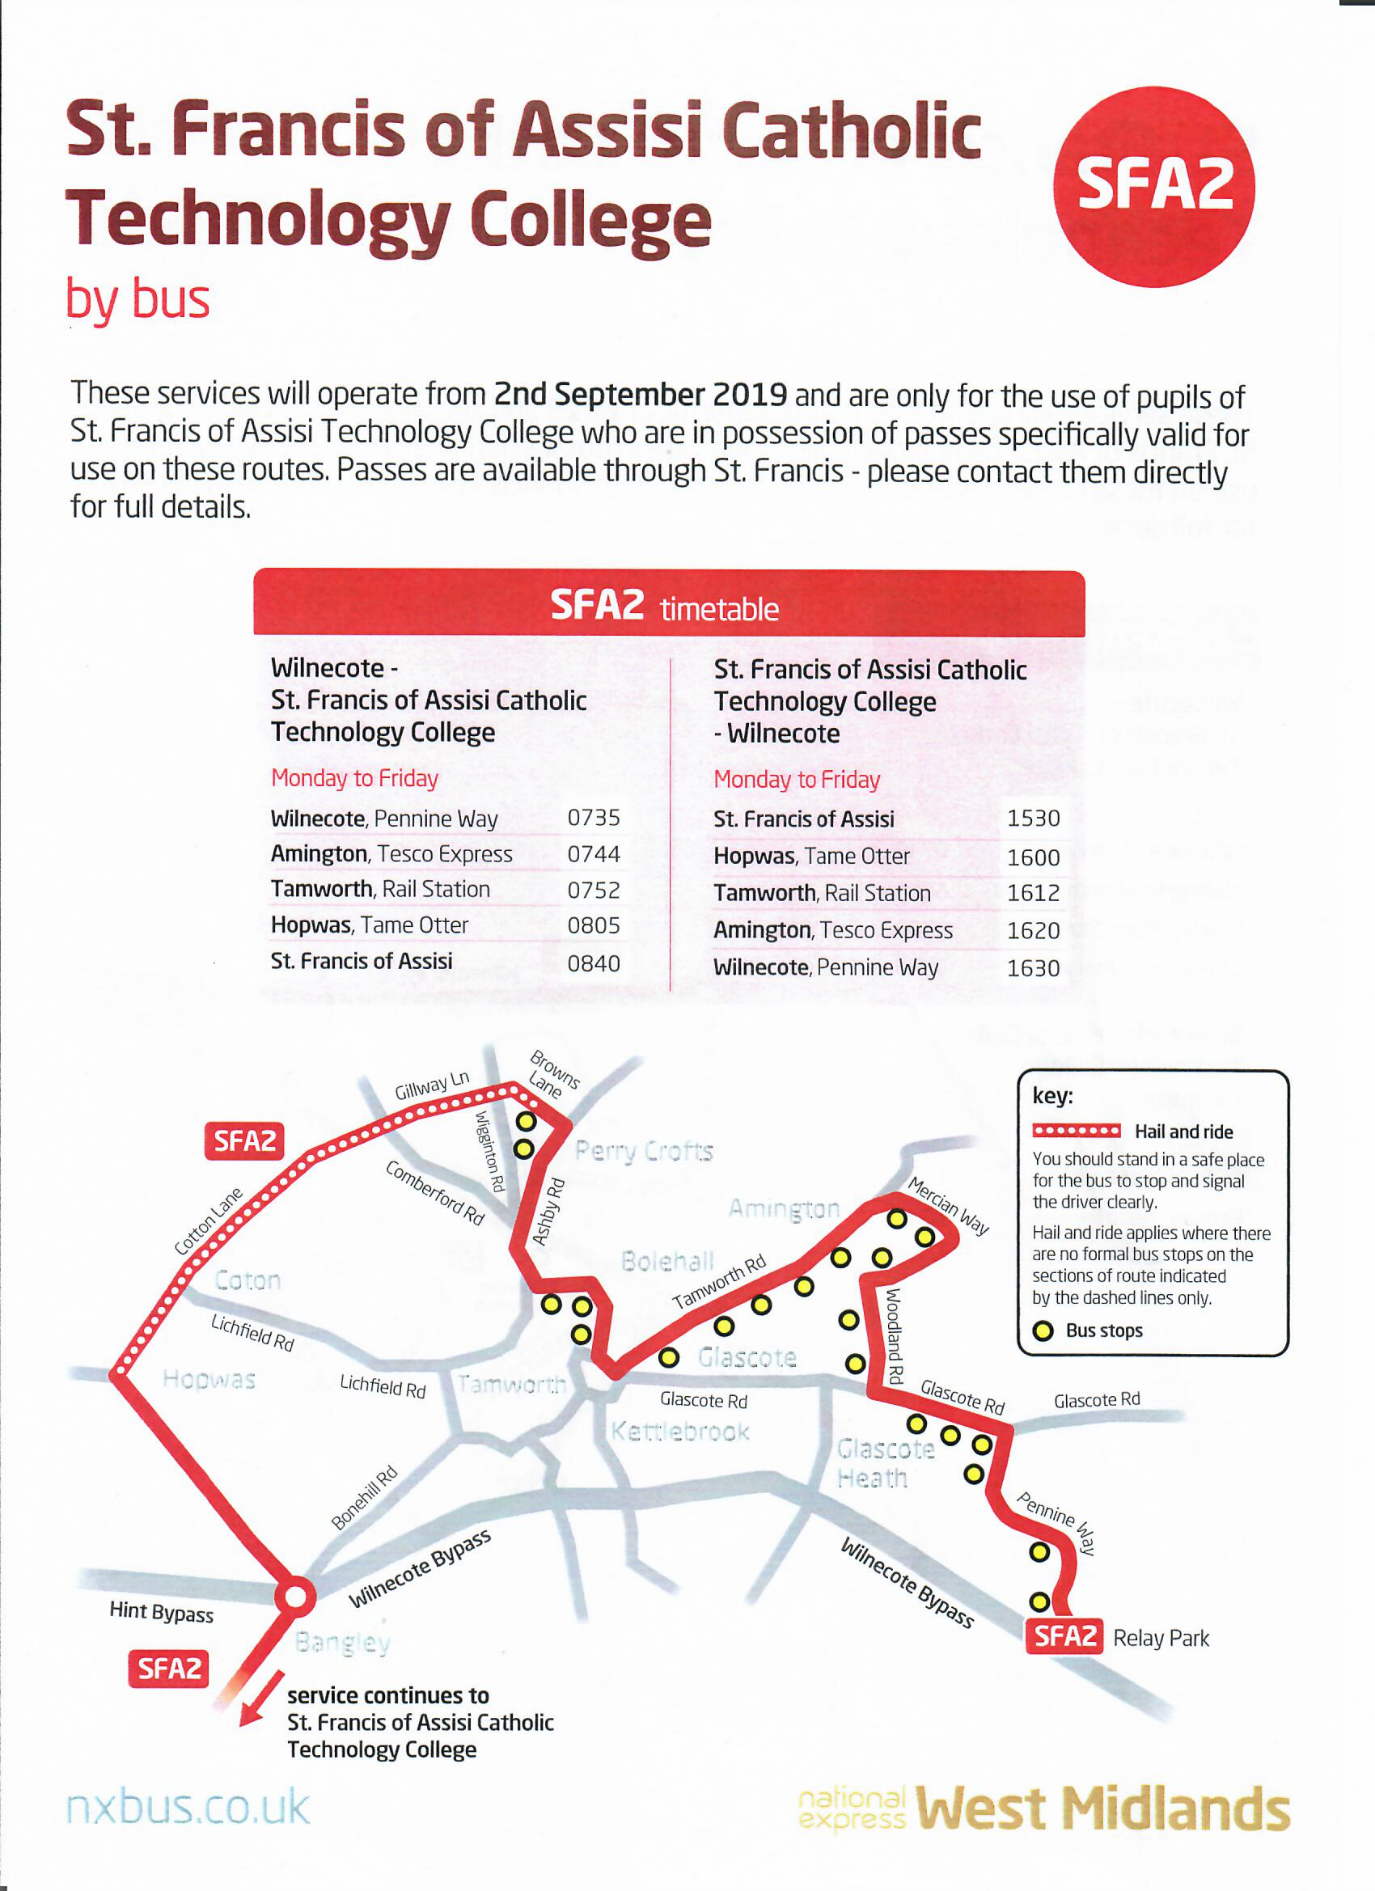 St. Francis of Assisi Catholic
Technology College
by bus
SFA2
These services will operate from 2nd September 2019 and are only for the use of pupils of
St. Francis of Assisi Technology College who are in possession of passes specifically valid for
use on these routes. Passes are available through St. Francis - please contact them directly
for full details.
SFA2 timetable
Wilnecote -
St. Francis of Assisi Catholic
Technology College
Monday to Friday
Wilnecote, Pennine Way 0735
Amington, Tesco Express 0744
Tamworth, Rail Station 0752
Hopwas, Tame Otter 0805
St. Francis of Assisi 0840
St. Francis of Assisi Catholic
Technology College
- Wilnecote
Monday to Friday
St. Francis of Assisi 1530
Hopwas, Tame Otter 1600
Tamworth, Rail Station 1612
Amington, Tesco Express 1620
Wilnecote, Pennine Way 1630
Browns
Lane
Gillway Ln
SFA2
Wigginton Rd
Perry Crofts
Comberford Rd
Ashby Rd
Cotton Lane
Amington
Mercian Way
Bolehall
Tamworth Rd
Coton
Lichfield Rd
Woodland Rd
Glascote
Hopwas
Lichfield Rd
Tamworth
Glascote Rd
Glascote Rd
Glascote Rd
Kettlebrook
Glascote
Heath
Bonehill Rd
Pennine Way
Wilnecote Bypass
Wilnecote Bypass
Hint Bypass
Bangley
SFA2
SFA2 Relay Park
service continues to
St. Francis of Assisi Catholic
Technology College
key:
Hail and ride
You should stand in a safe place
for the bus to stop and signal
the driver clearly.
Hail and ride applies where there
are no formal bus stops on the
sections of route indicated
by the dashed lines only.
Bus stops
nxbus.co.uk
national
express
West Midlands